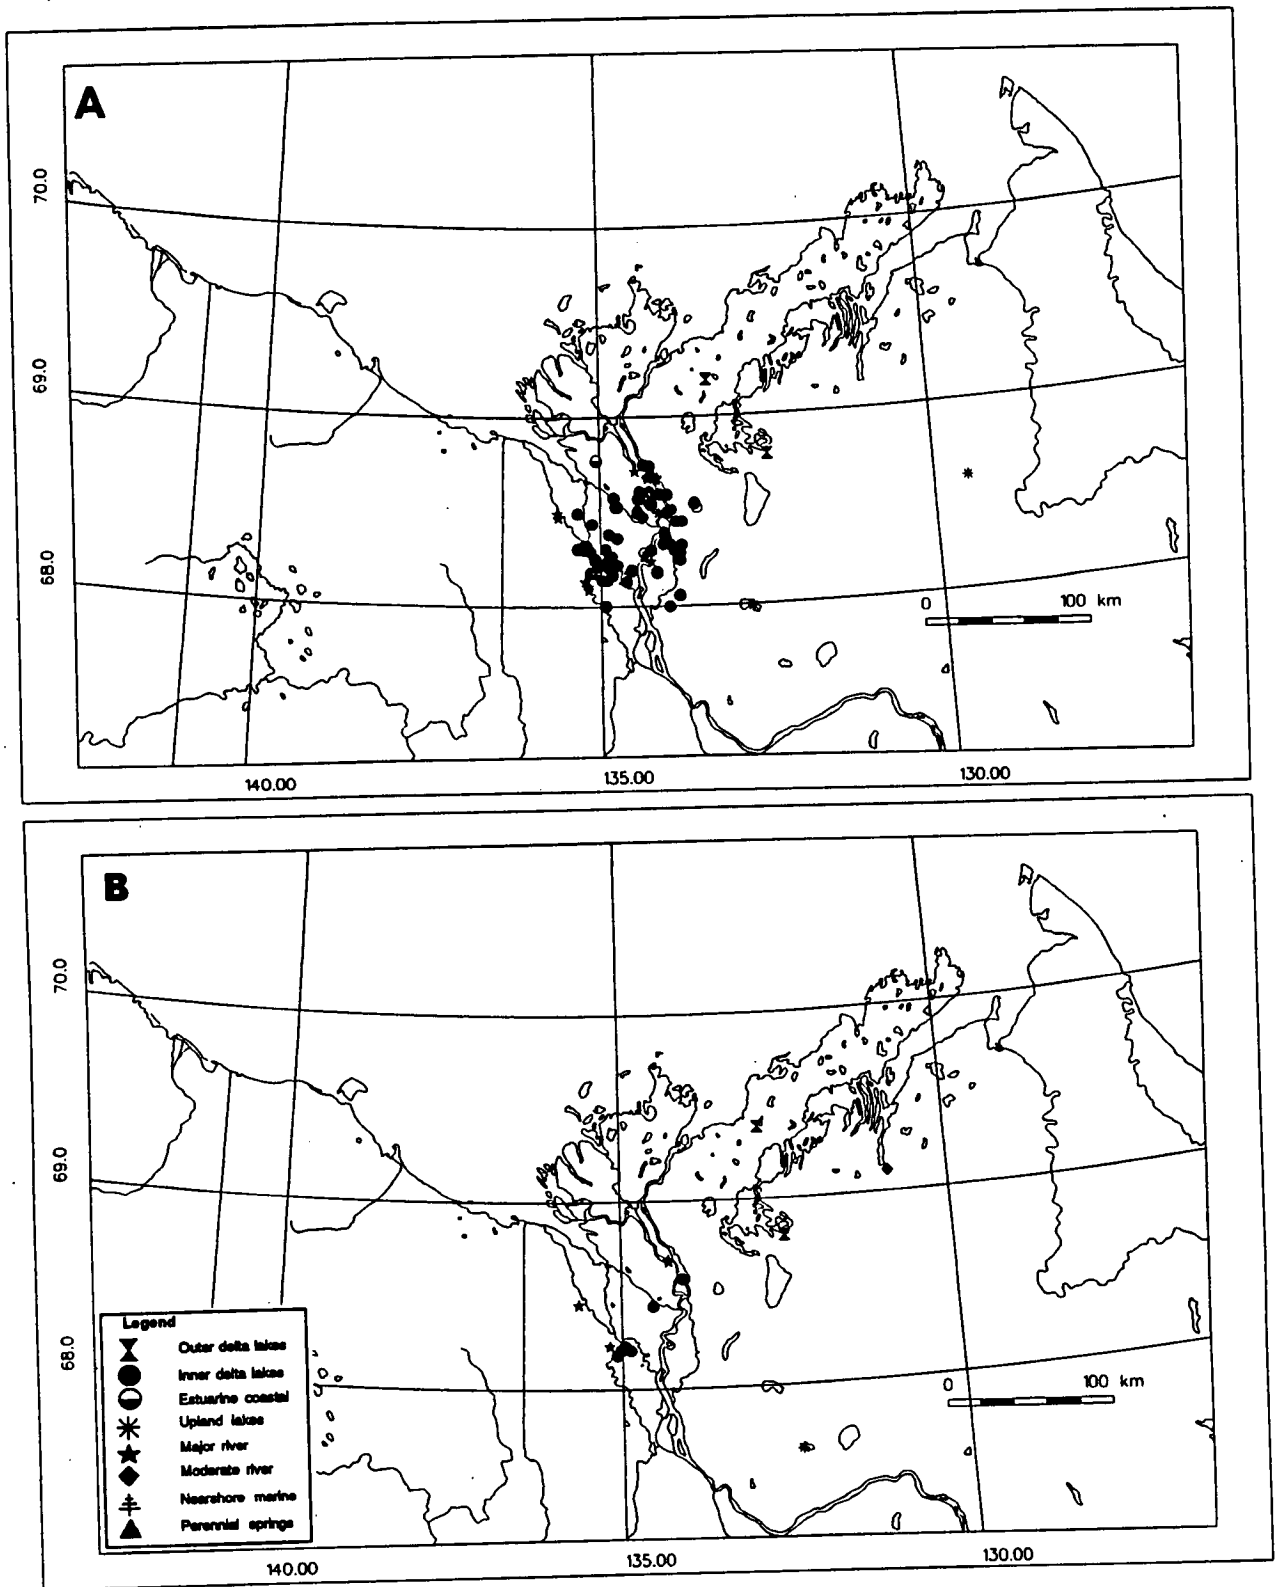 A
70.0
69.0
68.0
0 100 km
140.00 135.00 130.00
B
70.0
69.0
68.0
0 100 km
Legend
Outer delta lakes
Inner delta lakes
Estuarine coastal
Upland lakes
Major river
Moderate river
Nearshore marine
Perennial springs
140.00 135.00 130.00